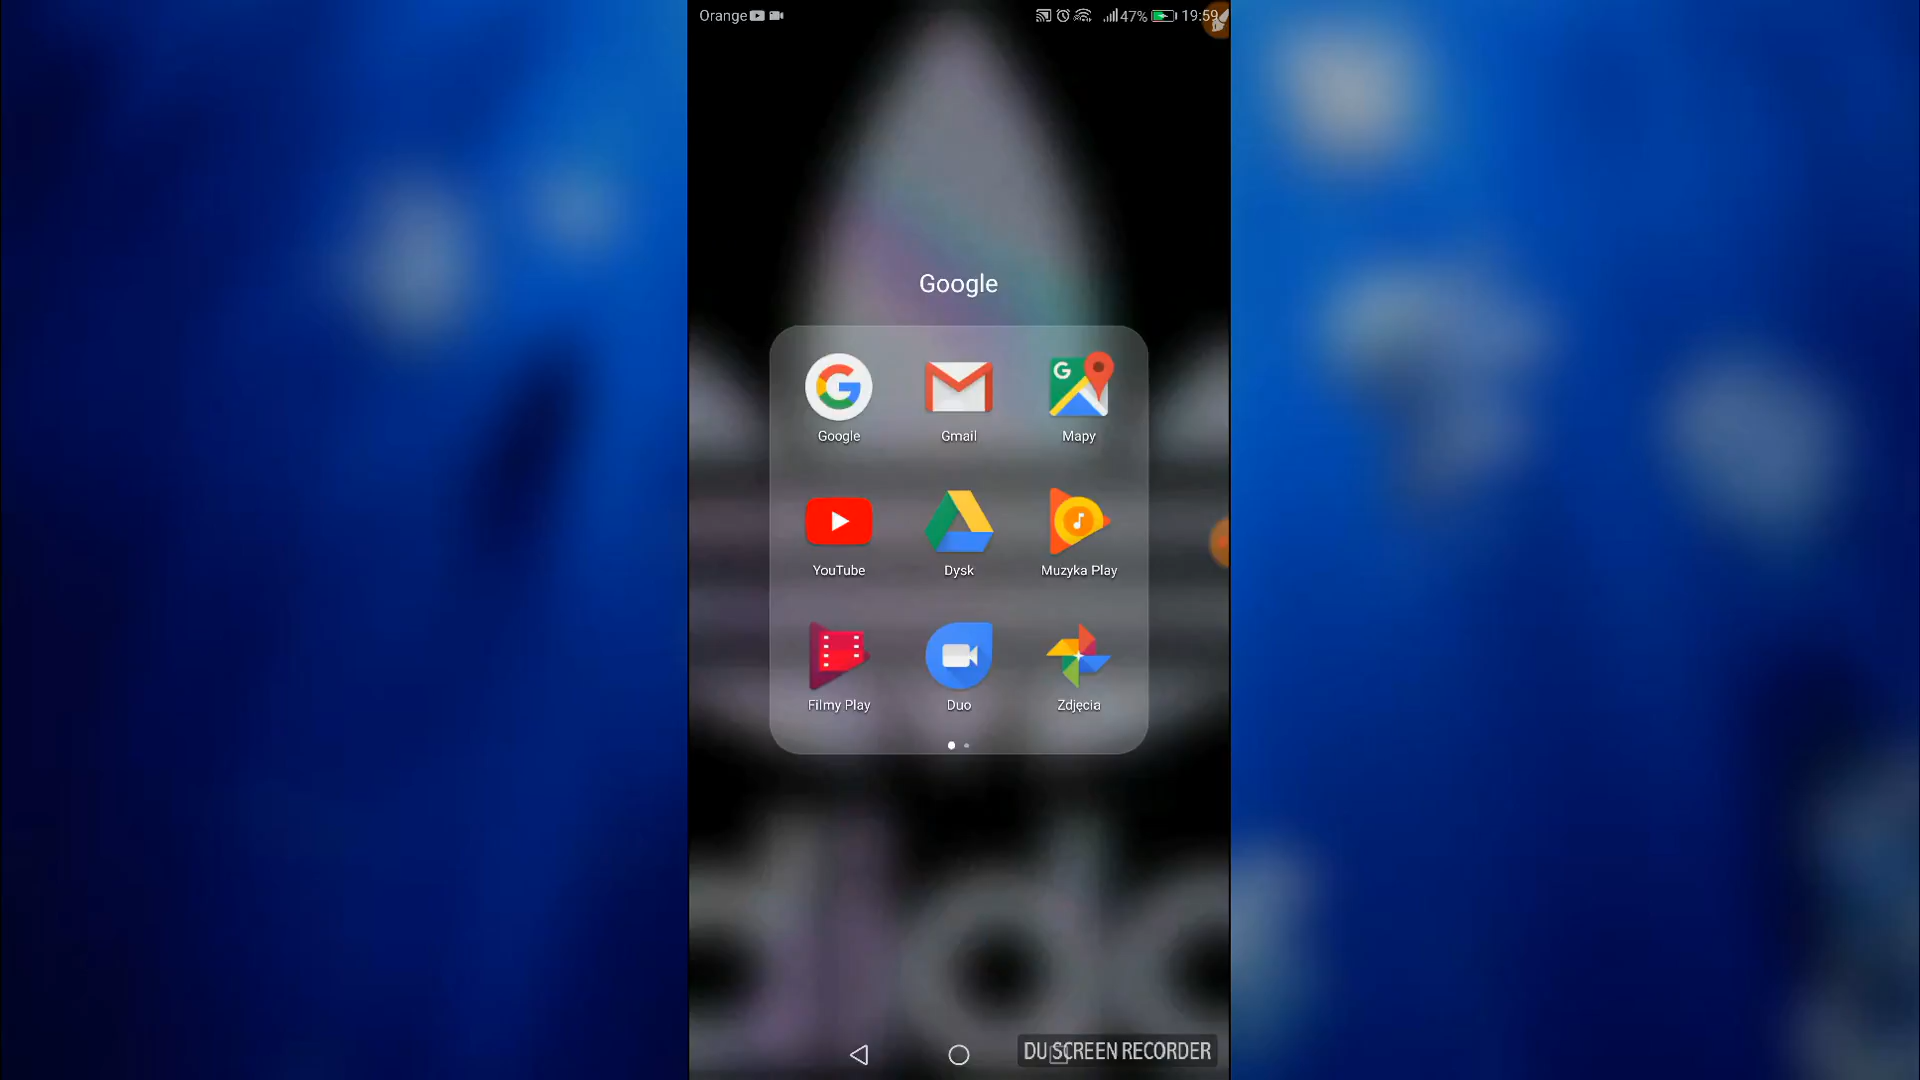 Orange 47% 19:59
Google
Google Gmail Mapy
YouTube Dysk Muzyka Play
Filmy Play Duo Zdjęcia
DU SCREEN RECORDER